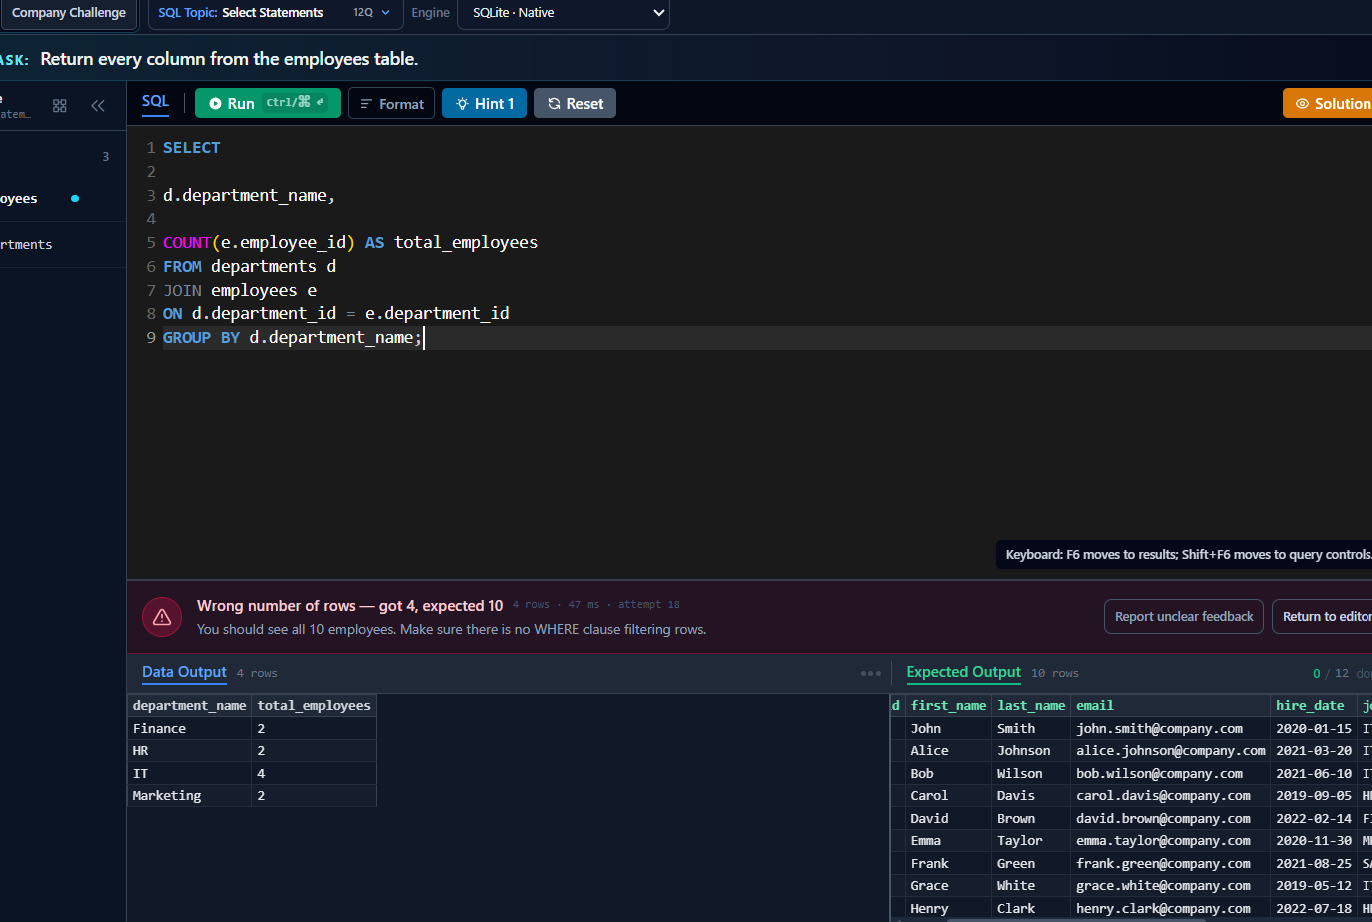 Company Challenge
SQL Topic: Select Statements 12Q
Engine
SQLite · Native
ASK: Return every column from the employees table.
e
atem…
SQL
Run Ctrl/⌘ ↵
Format
Hint 1
Reset
Solution
3
oyees
rtments
1 SELECT
2
3 d.department_name,
4
5 COUNT(e.employee_id) AS total_employees
6 FROM departments d
7 JOIN employees e
8 ON d.department_id = e.department_id
9 GROUP BY d.department_name;
Keyboard: F6 moves to results; Shift+F6 moves to query controls.
Wrong number of rows — got 4, expected 10 4 rows · 47 ms · attempt 18
You should see all 10 employees. Make sure there is no WHERE clause filtering rows.
Report unclear feedback
Return to editor
Data Output 4 rows
department_name total_employees
Finance 2
HR 2
IT 4
Marketing 2
Expected Output 10 rows 0 / 12 do
d first_name last_name email hire_date j
John Smith john.smith@company.com 2020-01-15 I
Alice Johnson alice.johnson@company.com 2021-03-20 I
Bob Wilson bob.wilson@company.com 2021-06-10 I
Carol Davis carol.davis@company.com 2019-09-05 H
David Brown david.brown@company.com 2022-02-14 F
Emma Taylor emma.taylor@company.com 2020-11-30 M
Frank Green frank.green@company.com 2021-08-25 S
Grace White grace.white@company.com 2019-05-12 I
Henry Clark henry.clark@company.com 2022-07-18 H